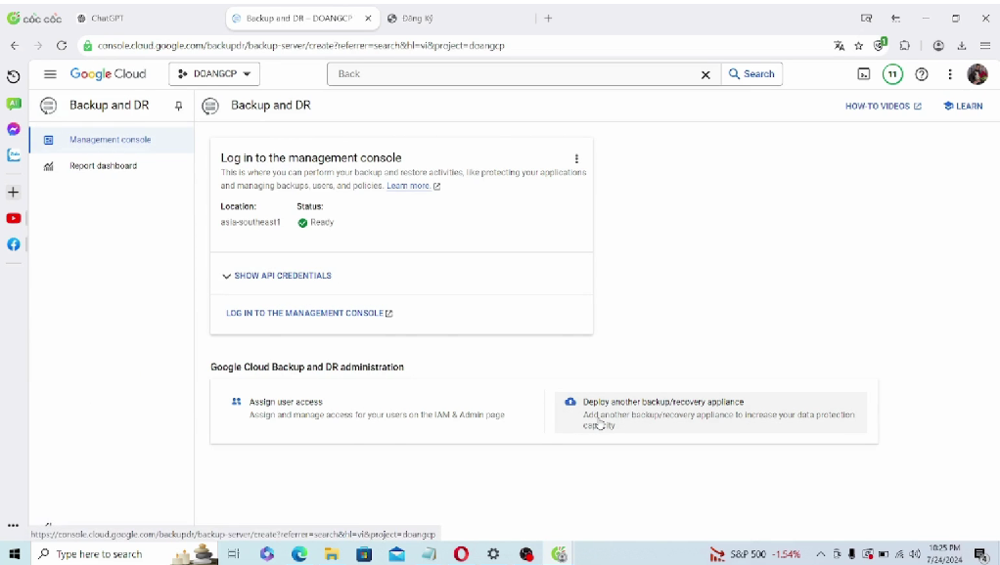 cốc cốc
ChatGPT
Backup and DR – DOANGCP
Đăng Ký
console.cloud.google.com/backupdr/backup-server/create?referrer=search&hl=vi&project=doangcp
Google Cloud
DOANGCP
Back
Search
11
Backup and DR
Backup and DR
HOW-TO VIDEOS
LEARN
Management console
Report dashboard
Log in to the management console
This is where you can perform your backup and restore activities, like protecting your applications
and managing backups, users, and policies. Learn more.
Location:
Status:
asia-southeast1
Ready
SHOW API CREDENTIALS
LOG IN TO THE MANAGEMENT CONSOLE
Google Cloud Backup and DR administration
Assign user access
Assign and manage access for your users on the IAM & Admin page
Deploy another backup/recovery appliance
Add another backup/recovery appliance to increase your data protection
capacity
https://console.cloud.google.com/backupdr/backup-server/create?referrer=search&hl=vi&project=doangcp
Type here to search
S&P 500 -1.54%
10:25 PM
7/24/2024
4